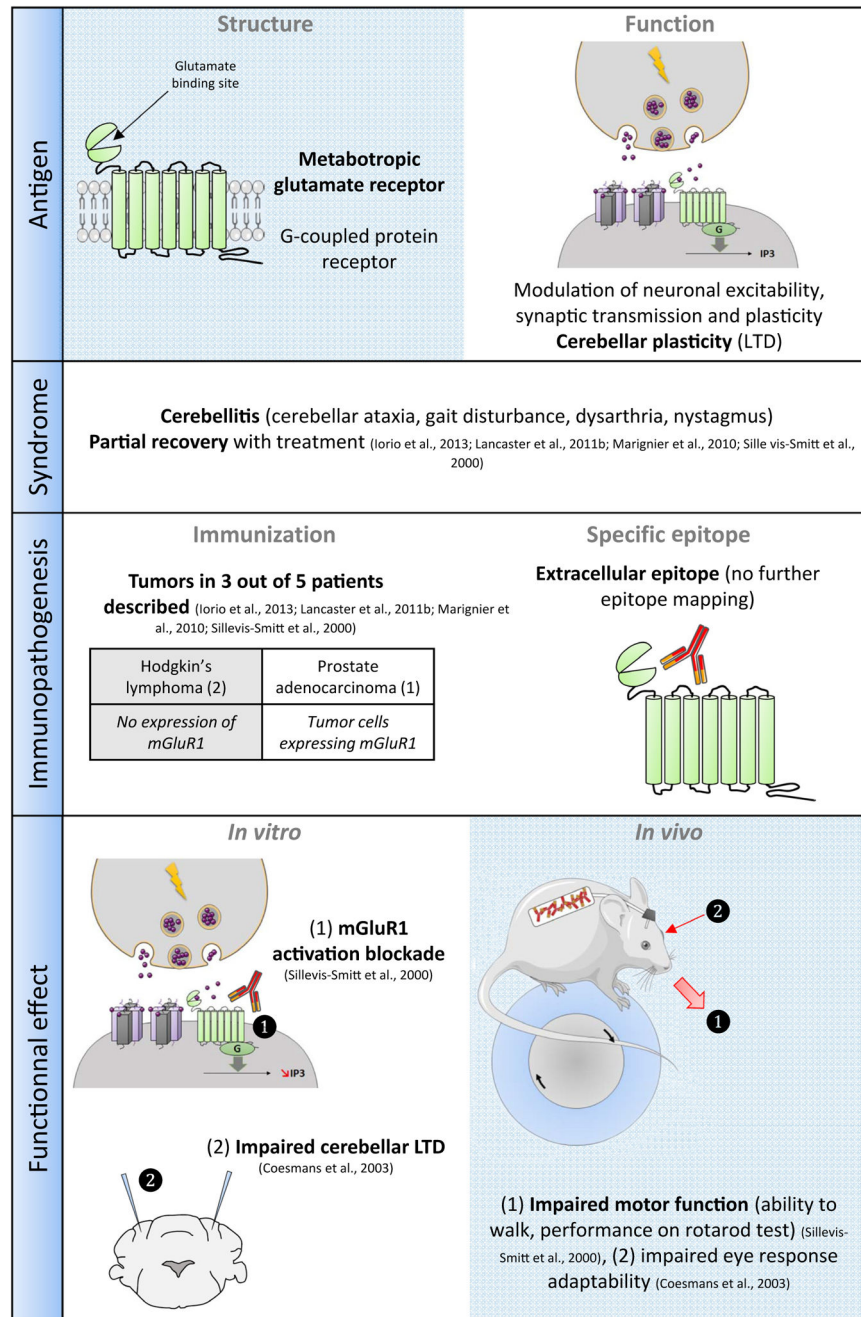 Structure
Function
Antigen
Glutamate
binding site
Metabotropic
glutamate receptor
G-coupled protein
receptor
G
IP3
Modulation of neuronal excitability,
synaptic transmission and plasticity
Cerebellar plasticity (LTD)
Syndrome
Cerebellitis (cerebellar ataxia, gait disturbance, dysarthria, nystagmus)
Partial recovery with treatment (Iorio et al., 2013; Lancaster et al., 2011b; Marignier et al., 2010; Sille vis-Smitt et al.,
2000)
Immunopathogenesis
Immunization
Tumors in 3 out of 5 patients
described (Iorio et al., 2013; Lancaster et al., 2011b; Marignier et
al., 2010; Sillevis-Smitt et al., 2000)
Hodgkin's
lymphoma (2)
Prostate
adenocarcinoma (1)
No expression of
mGluR1
Tumor cells
expressing mGluR1
Specific epitope
Extracellular epitope (no further
epitope mapping)
Functionnal effect
In vitro
(1) mGluR1
activation blockade
(Sillevis-Smitt et al., 2000)
1
G
↘IP3
(2) Impaired cerebellar LTD
(Coesmans et al., 2003)
2
In vivo
2
1
(1) Impaired motor function (ability to
walk, performance on rotarod test) (Sillevis-
Smitt et al., 2000), (2) impaired eye response
adaptability (Coesmans et al., 2003)